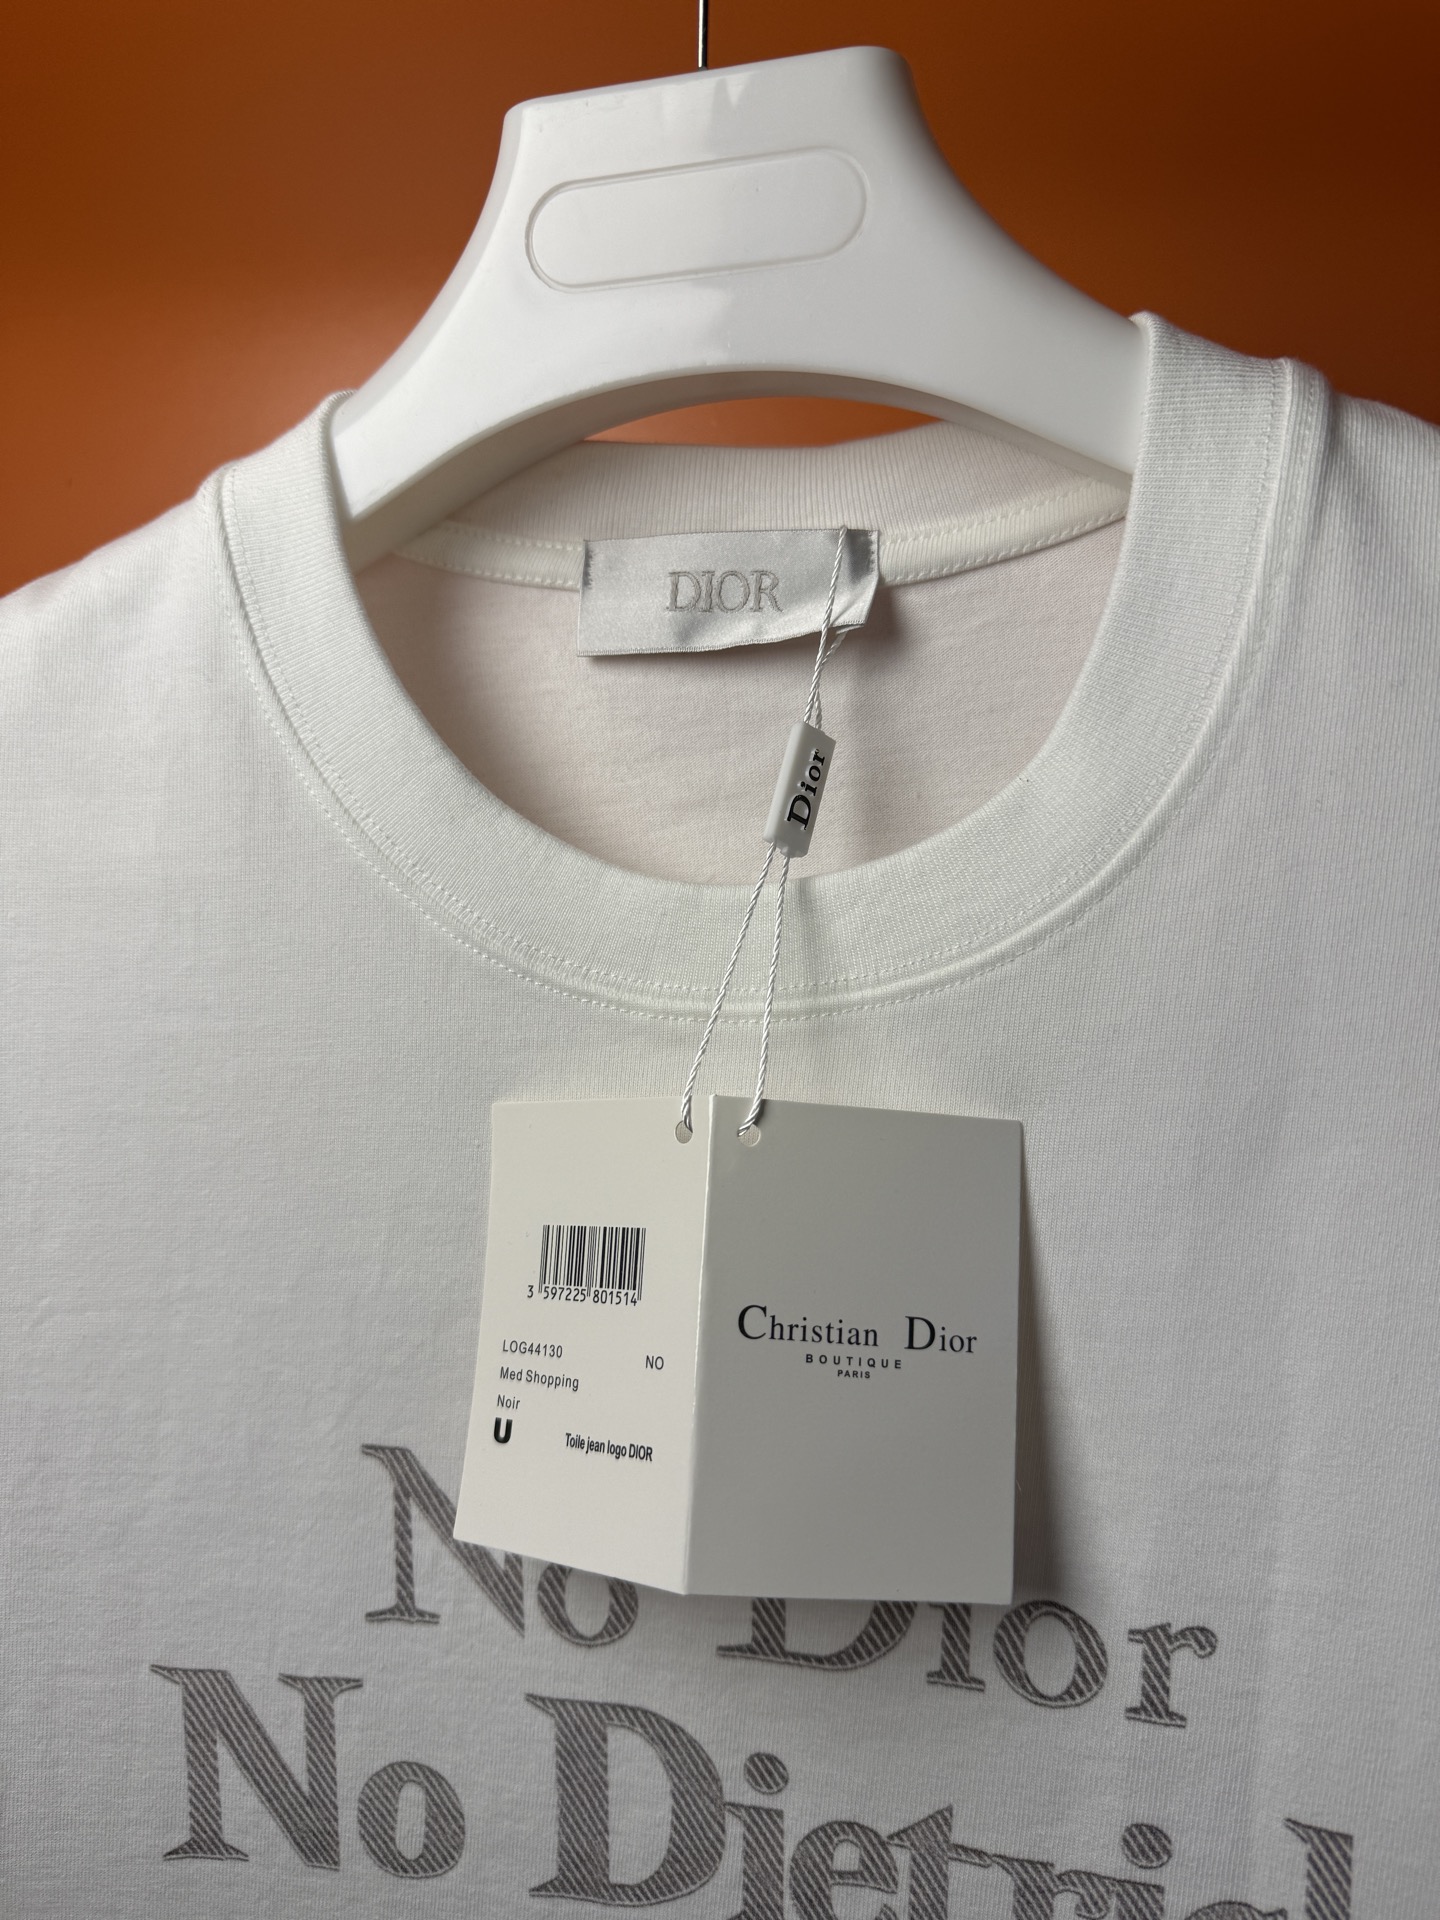 DIOR
Dior
3 597225 801514
LOG44130
NO
Med Shopping
Noir
U
Toile jean logo DIOR
Christian Dior
BOUTIQUE
PARIS
No Dior
No Dietrich